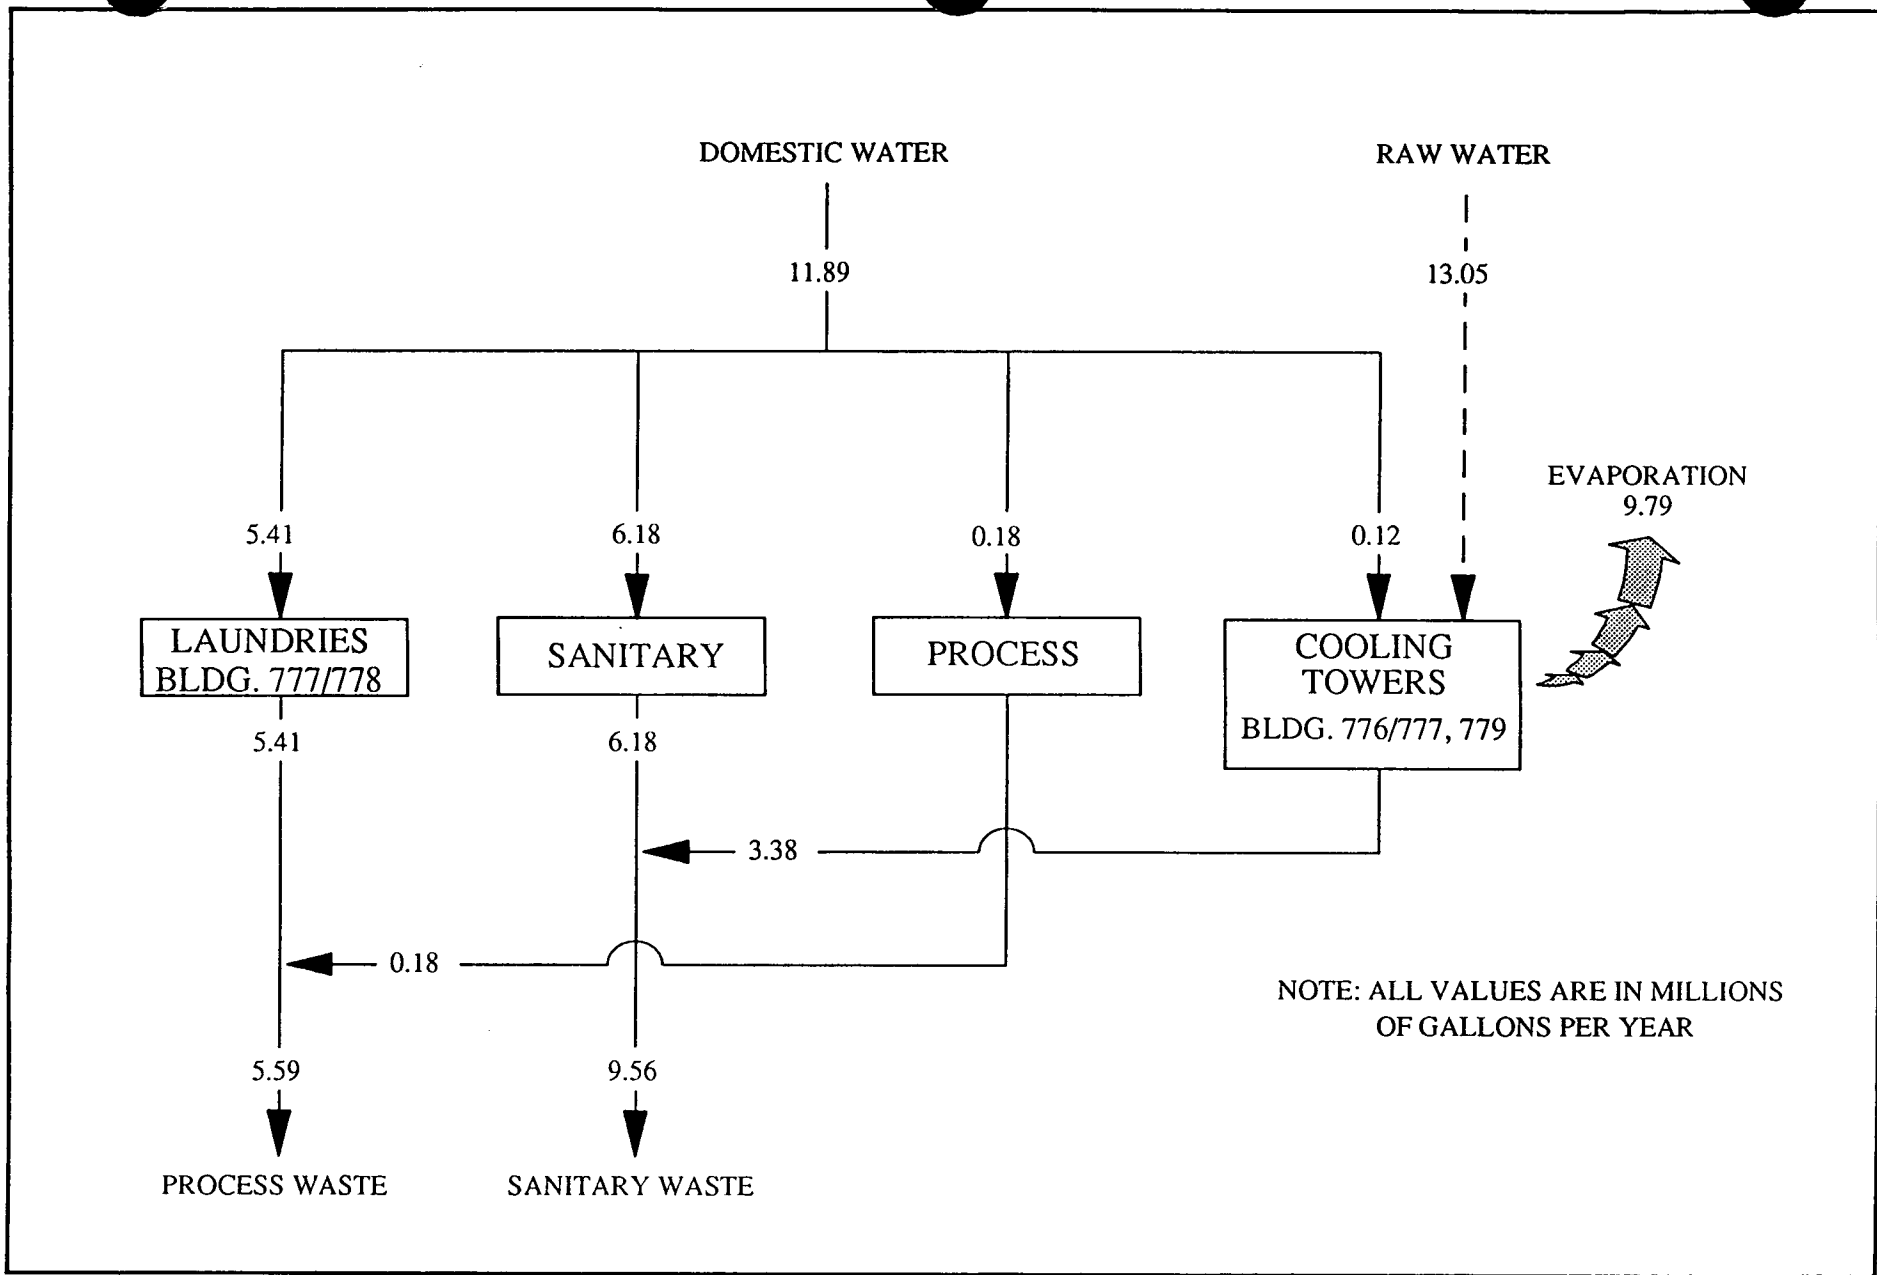 DOMESTIC WATER
RAW WATER
11.89
13.05
EVAPORATION
9.79
5.41
6.18
0.18
0.12
LAUNDRIES
BLDG. 777/778
SANITARY
PROCESS
COOLING
TOWERS
BLDG. 776/777, 779
5.41
6.18
3.38
0.18
NOTE: ALL VALUES ARE IN MILLIONS
OF GALLONS PER YEAR
5.59
9.56
PROCESS WASTE
SANITARY WASTE